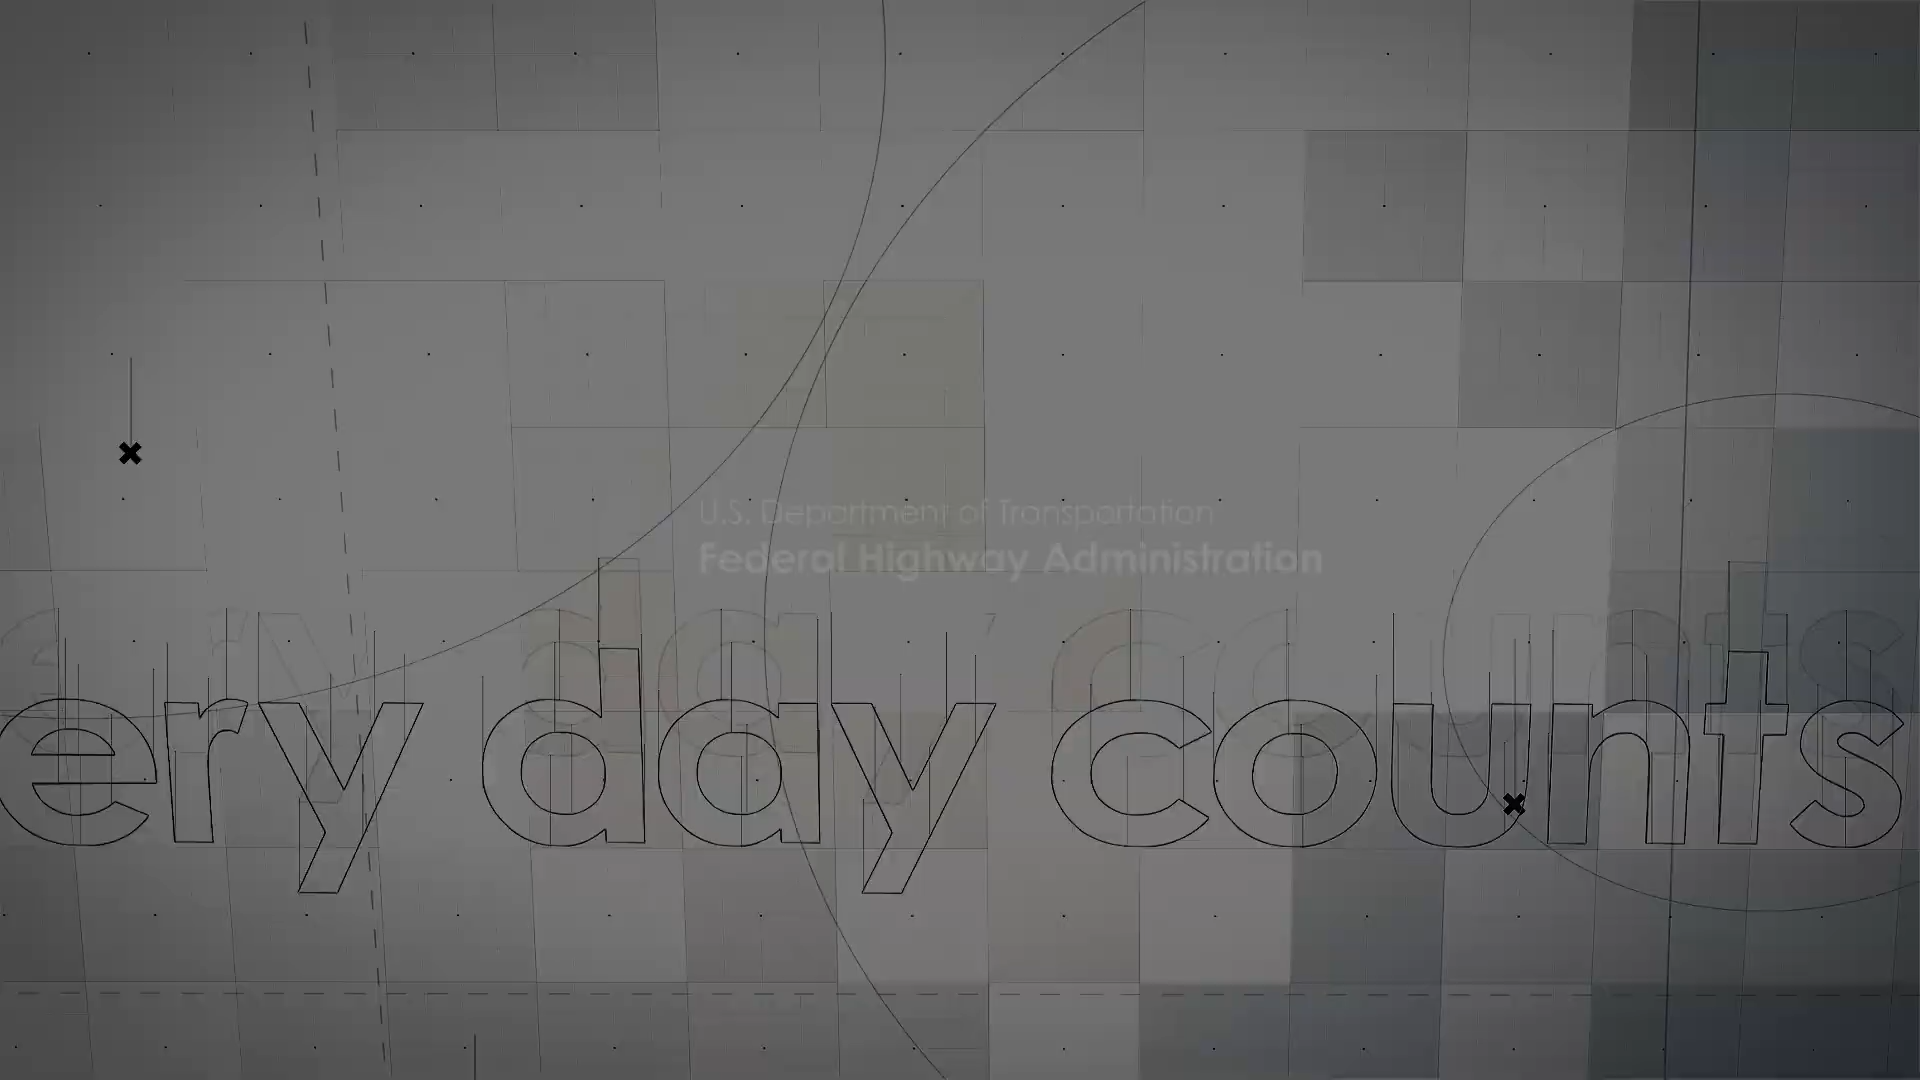 U.S. Department of Transportation
Federal Highway Administration
ery day counts